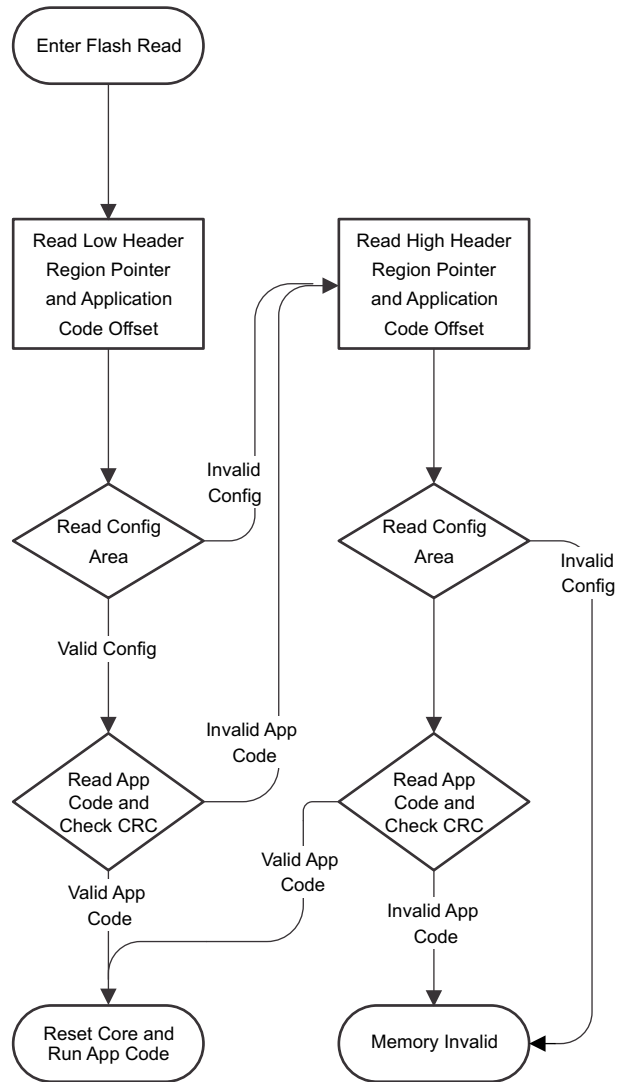 Enter Flash Read
Read Low Header
Region Pointer
and Application
Code Offset
Read High Header
Region Pointer
and Application
Code Offset
Invalid
Config
Read Config
Area
Read Config
Area
Invalid
Config
Valid Config
Invalid App
Code
Read App
Code and
Check CRC
Read App
Code and
Check CRC
Valid App
Code
Valid App
Code
Invalid App
Code
Reset Core and
Run App Code
Memory Invalid